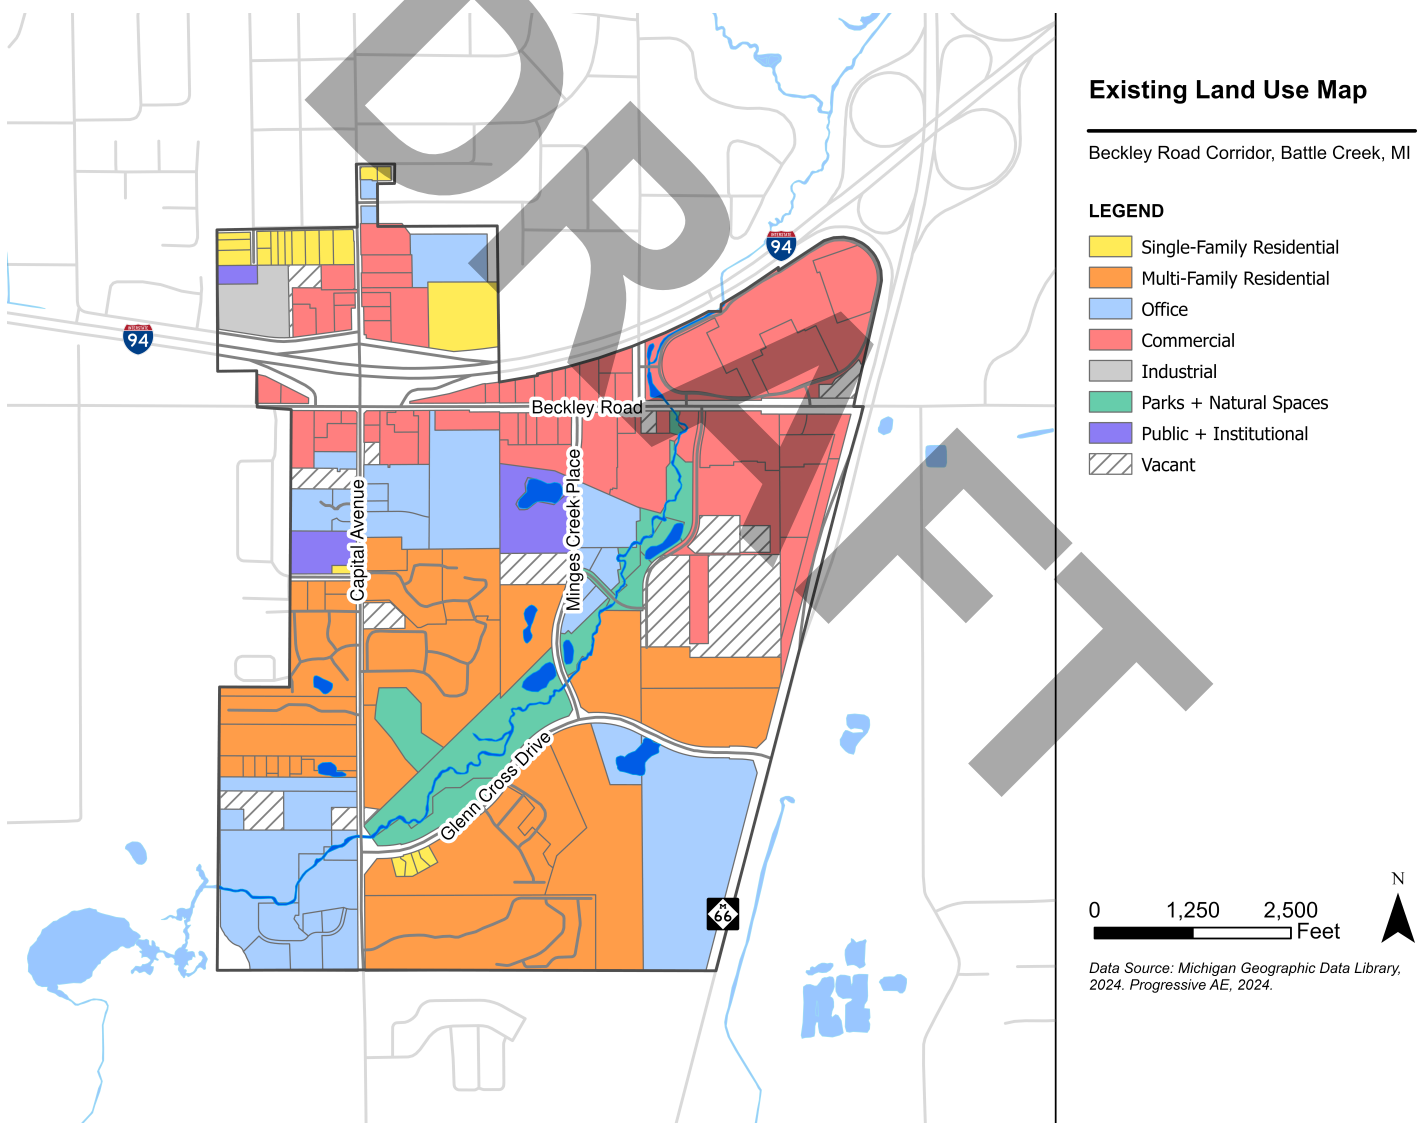 DRAFT
Existing Land Use Map
Beckley Road Corridor, Battle Creek, MI
LEGEND
Single-Family Residential
Multi-Family Residential
Office
Commercial
Industrial
Parks + Natural Spaces
Public + Institutional
Vacant
INTERSTATE
94
INTERSTATE
94
Beckley Road
Capital Avenue
Minges Creek Place
Glenn Cross Drive
M
66
N
0 1,250 2,500
Feet
Data Source: Michigan Geographic Data Library,
2024. Progressive AE, 2024.